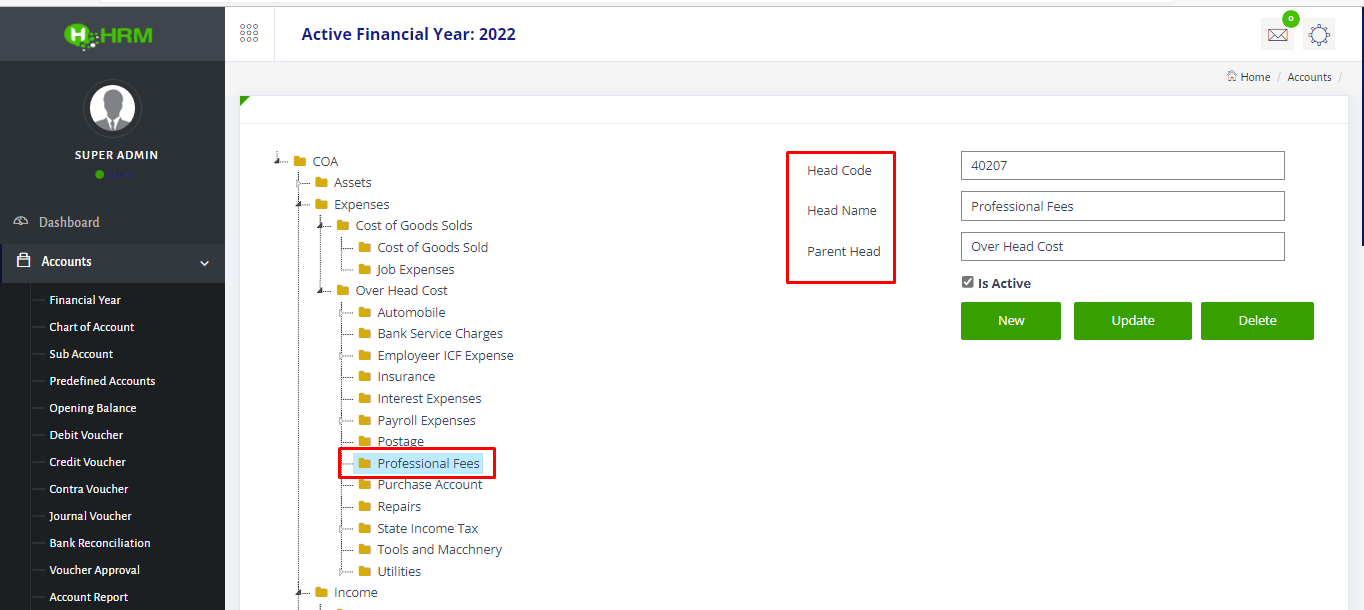 HRM
Active Financial Year: 2022
0
Home / Accounts /
SUPER ADMIN
Dashboard
Accounts
Financial Year
Chart of Account
Sub Account
Predefined Accounts
Opening Balance
Debit Voucher
Credit Voucher
Contra Voucher
Journal Voucher
Bank Reconciliation
Voucher Approval
Account Report
COA
Assets
Expenses
Cost of Goods Solds
Cost of Goods Sold
Job Expenses
Over Head Cost
Automobile
Bank Service Charges
Employeer ICF Expense
Insurance
Interest Expenses
Payroll Expenses
Postage
Professional Fees
Purchase Account
Repairs
State Income Tax
Tools and Macchnery
Utilities
Income
Head Code 40207
Head Name Professional Fees
Parent Head Over Head Cost
Is Active
New Update Delete